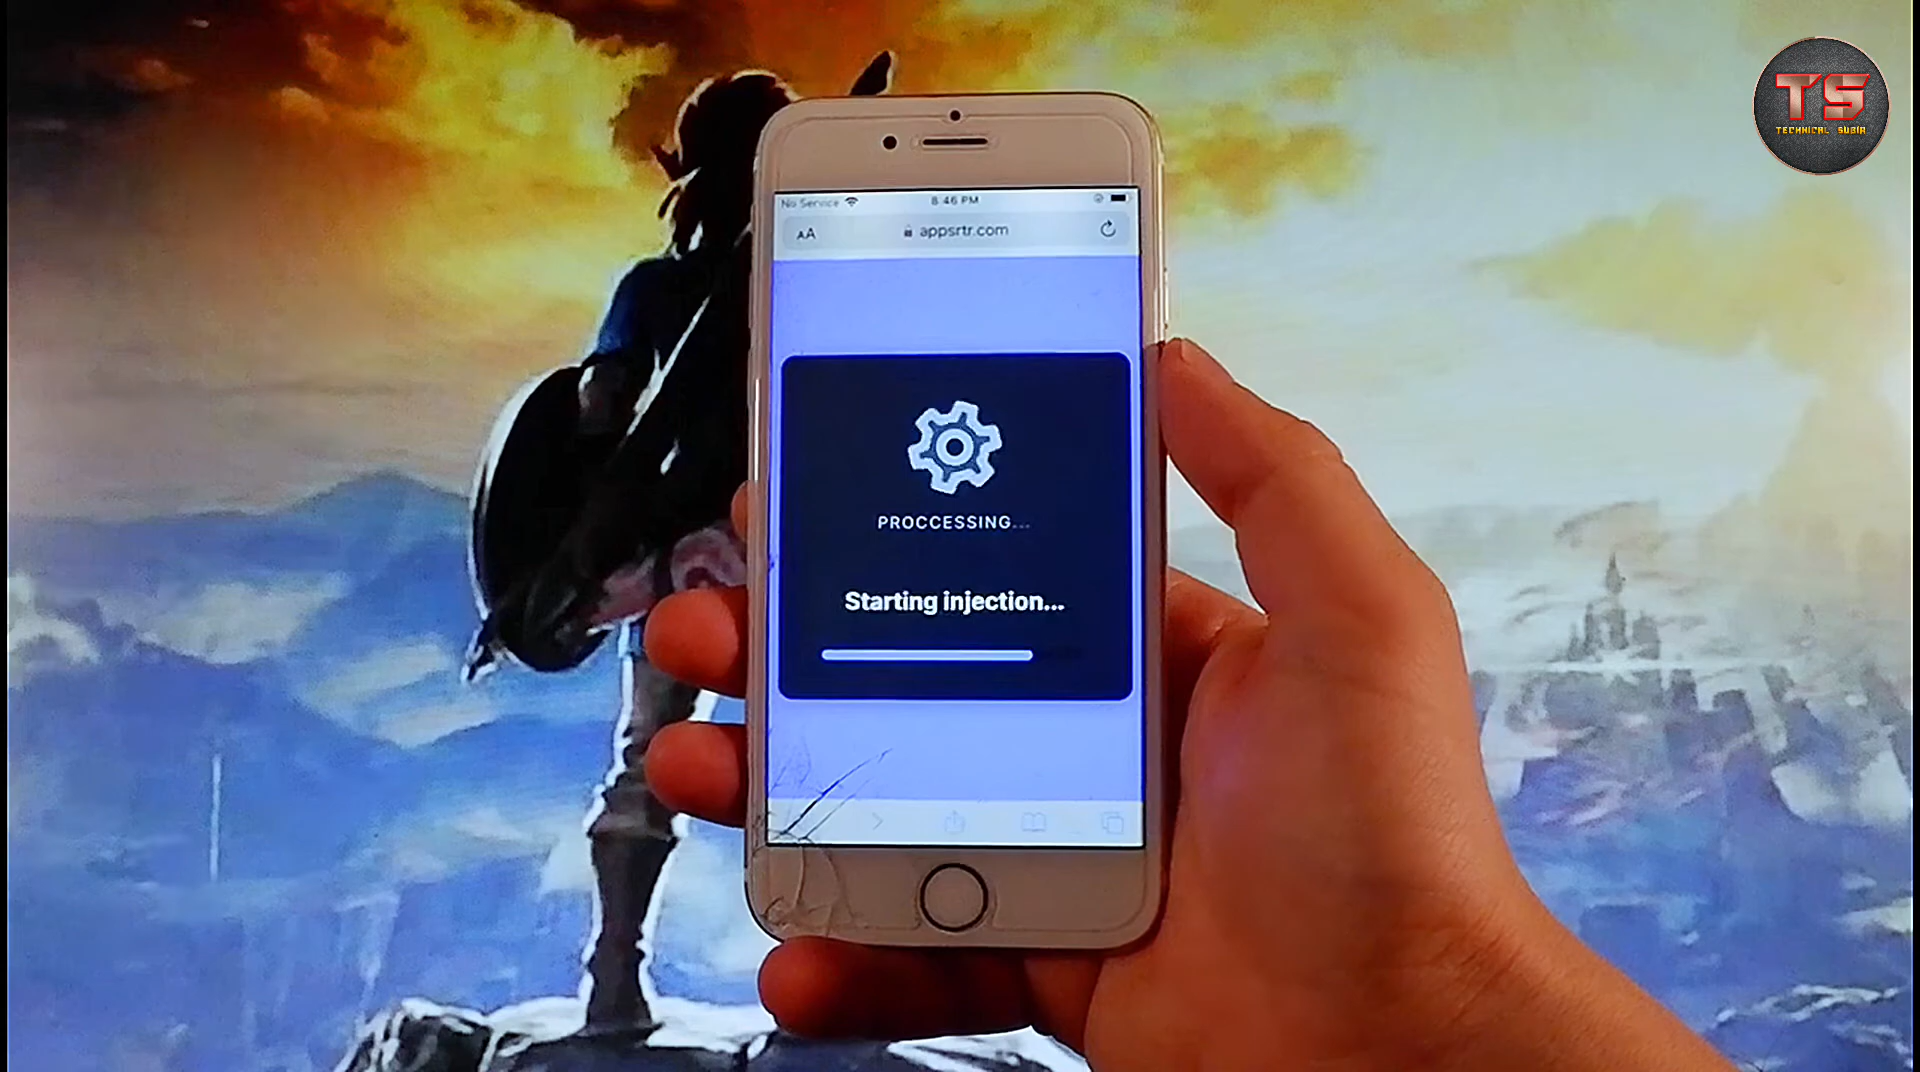 TS
TECHNICAL SUBIR
No Service 8:46 PM
AA appsrtr.com
PROCCESSING...
Starting injection...